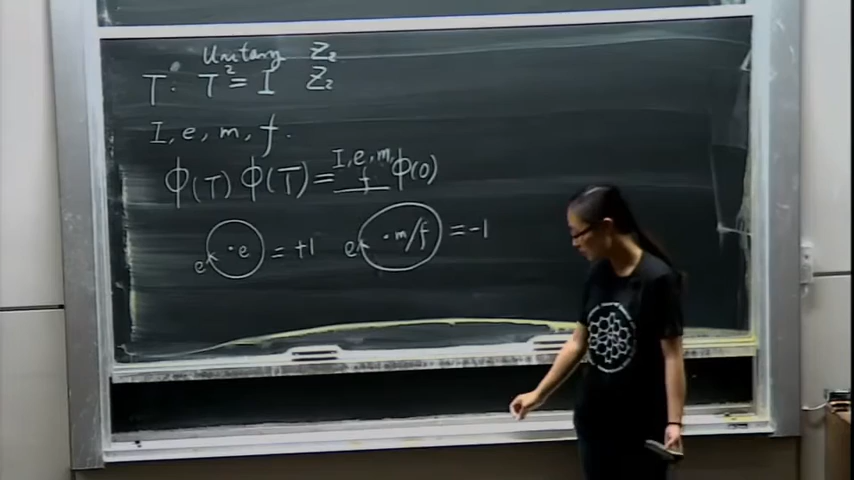 Unitary Z₂
T. T² = I Z₂
I, e, m, f.
Φ(T) Φ(T) = I, e, m, f Φ(0)
e • e = +1 e • m/f = -1